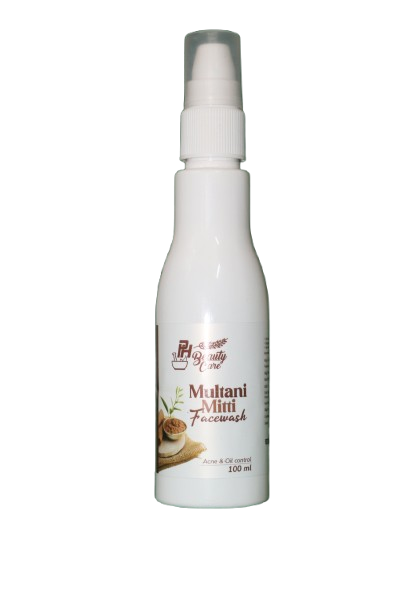 PH
Beauty
Care
Multani
Mitti
Facewash
Acne & Oil control
100 ml